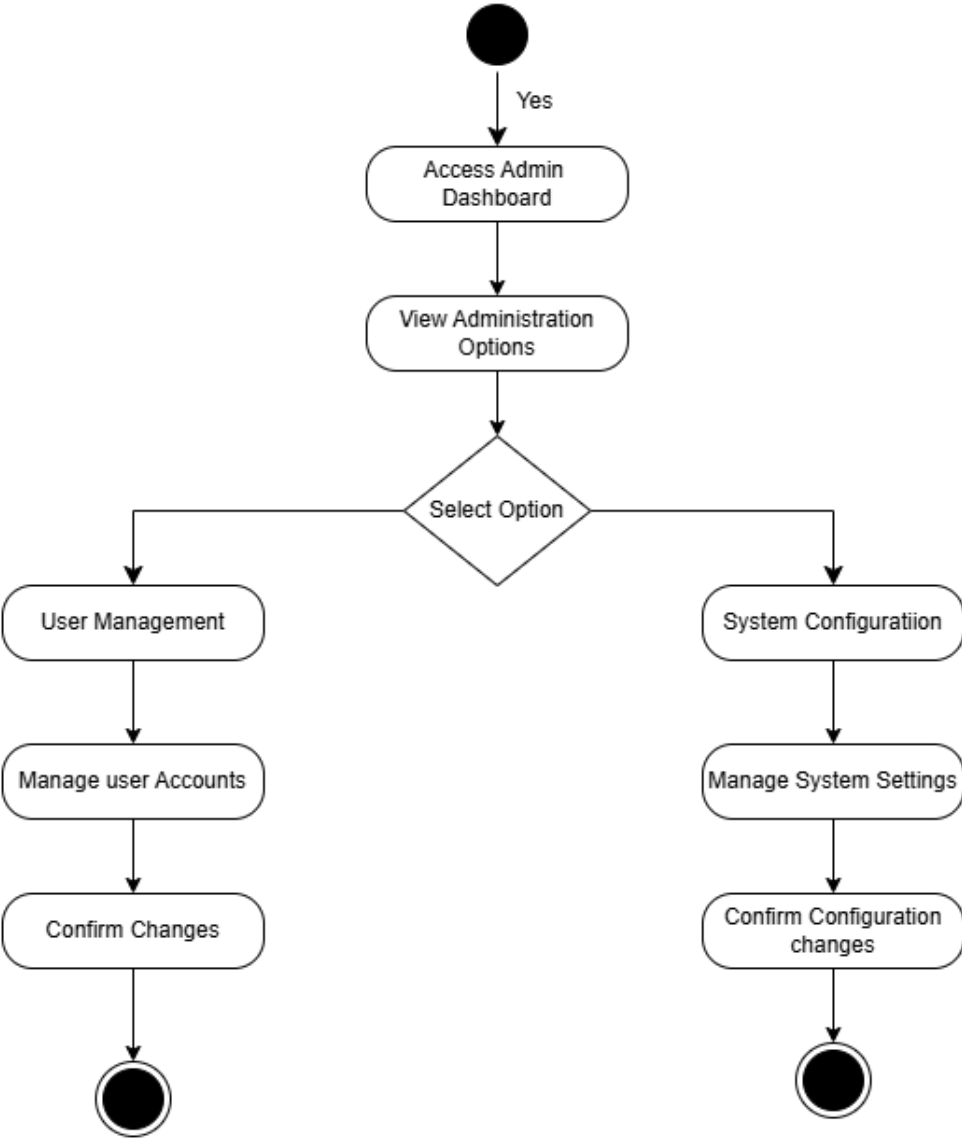 Yes
Access Admin
Dashboard
View Administration
Options
Select Option
User Management
System Configuratiion
Manage user Accounts
Manage System Settings
Confirm Changes
Confirm Configuration
changes